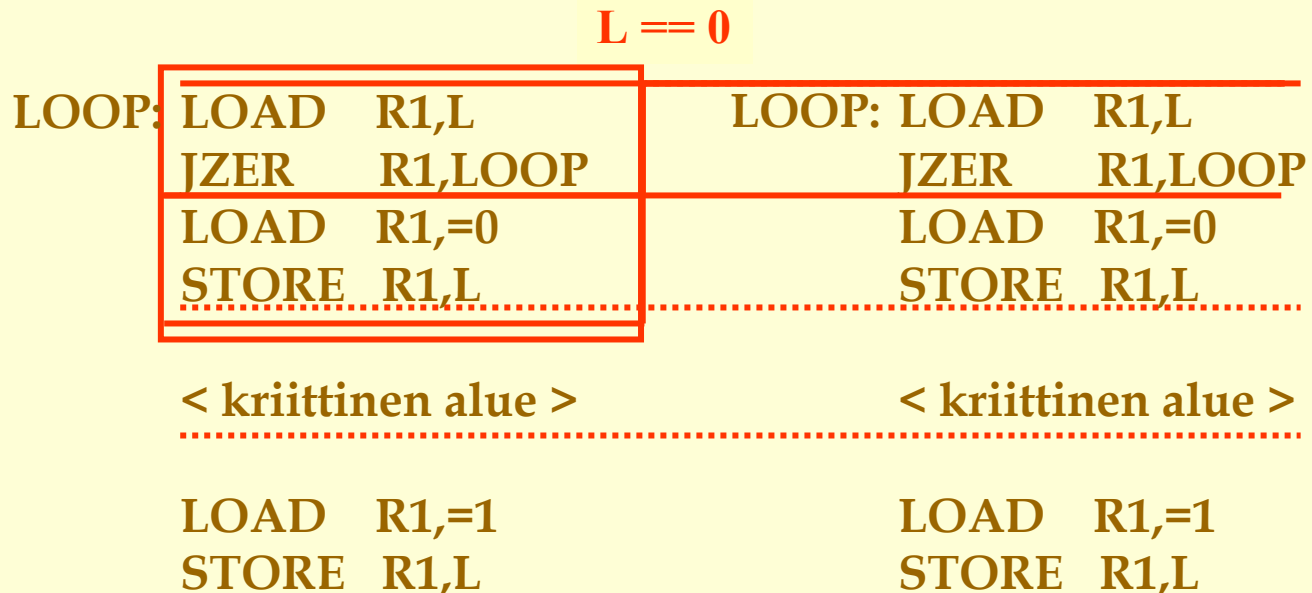 L == 0
LOOP: LOAD R1,L LOOP: LOAD R1,L
JZER R1,LOOP JZER R1,LOOP
LOAD R1,=0 LOAD R1,=0
STORE R1,L STORE R1,L
< kriittinen alue > < kriittinen alue >
LOAD R1,=1 LOAD R1,=1
STORE R1,L STORE R1,L